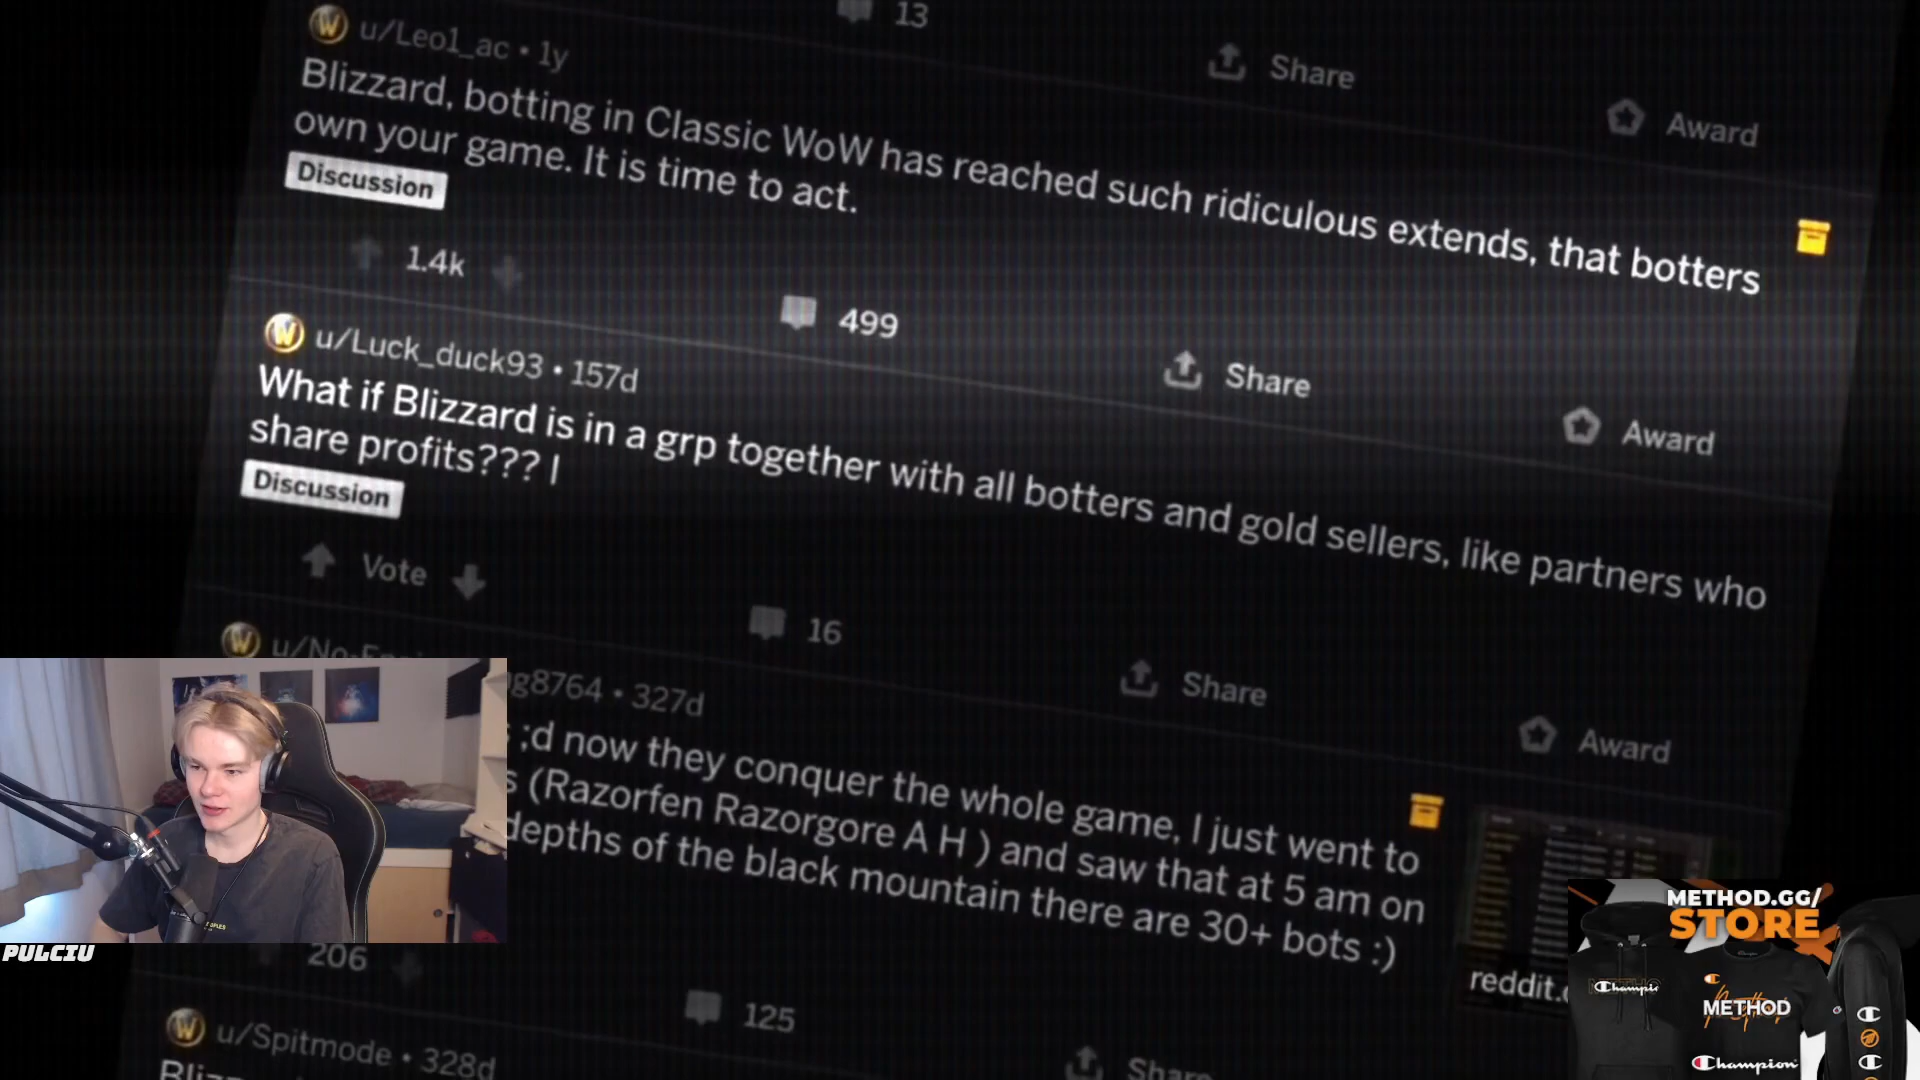 13
Share
Award
u/Leo1_ac • 1y
Blizzard, botting in Classic WoW has reached such ridiculous extends, that botters
own your game. It is time to act.
Discussion
1.4k
499
Share
Award
u/Luck_duck93 • 157d
What if Blizzard is in a grp together with all botters and gold sellers, like partners who
share profits??? |
Discussion
Vote
16
Share
Award
g8764 • 327d
;d now they conquer the whole game, I just went to
s (Razorfen Razorgore A H ) and saw that at 5 am on
depths of the black mountain there are 30+ bots :)
reddit.
206
125
Share
u/Spitmode • 328d
PULCIU
METHOD.GG/
STORE
Champi
METHOD
Champion